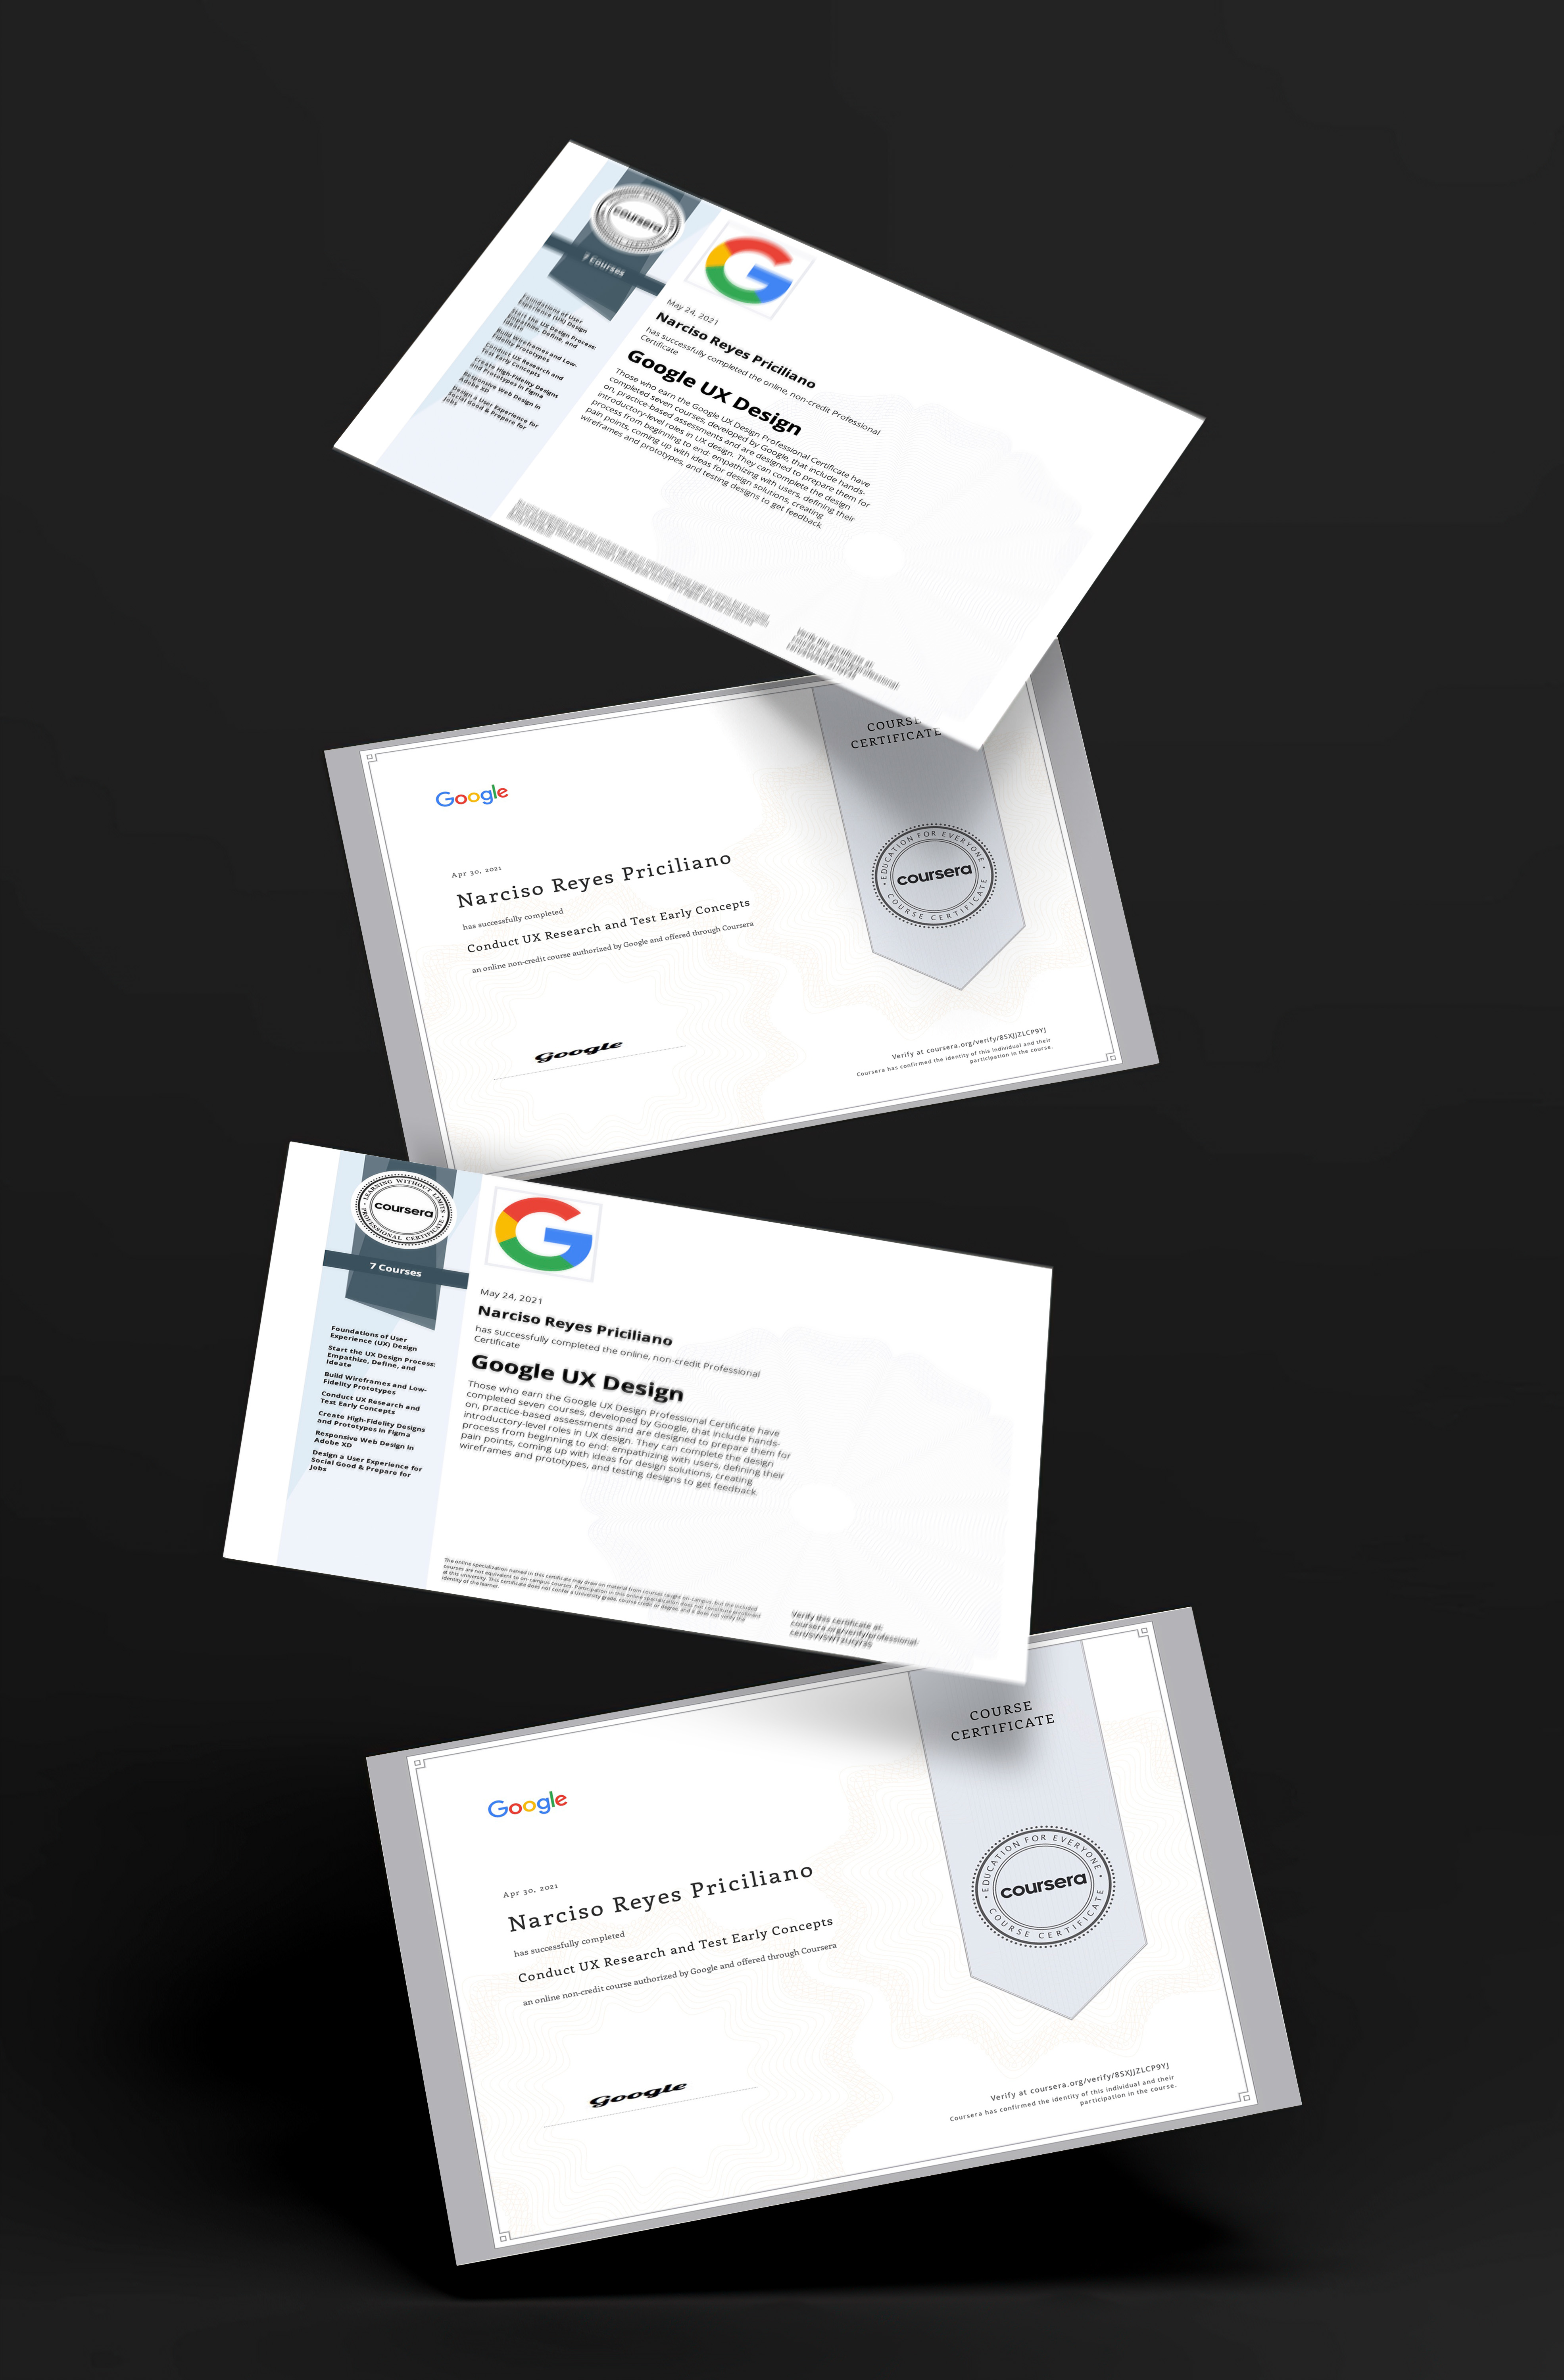 coursera
7 Courses
Foundations of User
Experience (UX) Design
Start the UX Design Process:
Empathize, Define, and
Ideate
Build Wireframes and Low-
Fidelity Prototypes
Conduct UX Research and
Test Early Concepts
Create High-Fidelity Designs
and Prototypes in Figma
Responsive Web Design in
Adobe XD
Design a User Experience for
Social Good & Prepare for
Jobs
G
May 24, 2021
Narciso Reyes Priciliano
has successfully completed the online, non-credit Professional
Certificate
Google UX Design
Those who earn the Google UX Design Professional Certificate have
completed seven courses, developed by Google, that include hands-
on, practice-based assessments and are designed to prepare them for
introductory-level roles in UX design. They can complete the design
process from beginning to end: empathizing with users, defining their
pain points, coming up with ideas for design solutions, creating
wireframes and prototypes, and testing designs to get feedback.
Verify this certificate at:
COURSE
CERTIFICATE
Google
Apr 30, 2021
Narciso Reyes Priciliano
has successfully completed
Conduct UX Research and Test Early Concepts
an online non-credit course authorized by Google and offered through Coursera
Google
EDUCATION FOR EVERYONE
coursera
COURSE CERTIFICATE
Verify at coursera.org/verify/8SXJJZLCP9YJ
Coursera has confirmed the identity of this individual and their
participation in the course.
LEARNING WITHOUT LIMITS
coursera
PROFESSIONAL CERTIFICATE
7 Courses
Foundations of User
Experience (UX) Design
Start the UX Design Process:
Empathize, Define, and
Ideate
Build Wireframes and Low-
Fidelity Prototypes
Conduct UX Research and
Test Early Concepts
Create High-Fidelity Designs
and Prototypes in Figma
Responsive Web Design in
Adobe XD
Design a User Experience for
Social Good & Prepare for
Jobs
G
May 24, 2021
Narciso Reyes Priciliano
has successfully completed the online, non-credit Professional
Certificate
Google UX Design
Those who earn the Google UX Design Professional Certificate have
completed seven courses, developed by Google, that include hands-
on, practice-based assessments and are designed to prepare them for
introductory-level roles in UX design. They can complete the design
process from beginning to end: empathizing with users, defining their
pain points, coming up with ideas for design solutions, creating
wireframes and prototypes, and testing designs to get feedback.
The online specialization named in this certificate may draw on material from courses taught on-campus, but the included
courses are not equivalent to on-campus courses. Participation in this online specialization does not constitute enrollment
at this university. This certificate does not confer a University grade, course credit or degree, and it does not verify the
identity of the learner.
Verify this certificate at:
coursera.org/verify/professional-
COURSE
CERTIFICATE
Google
Apr 30, 2021
Narciso Reyes Priciliano
has successfully completed
Conduct UX Research and Test Early Concepts
an online non-credit course authorized by Google and offered through Coursera
Google
EDUCATION FOR EVERYONE
coursera
COURSE CERTIFICATE
Verify at coursera.org/verify/8SXJJZLCP9YJ
Coursera has confirmed the identity of this individual and their
participation in the course.